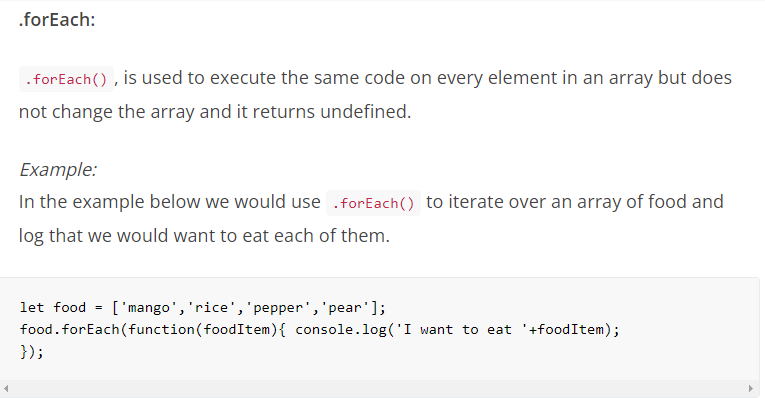 .forEach:
.forEach() , is used to execute the same code on every element in an array but does
not change the array and it returns undefined.
Example:
In the example below we would use .forEach() to iterate over an array of food and
log that we would want to eat each of them.
let food = ['mango','rice','pepper','pear'];
food.forEach(function(foodItem){ console.log('I want to eat '+foodItem);
});